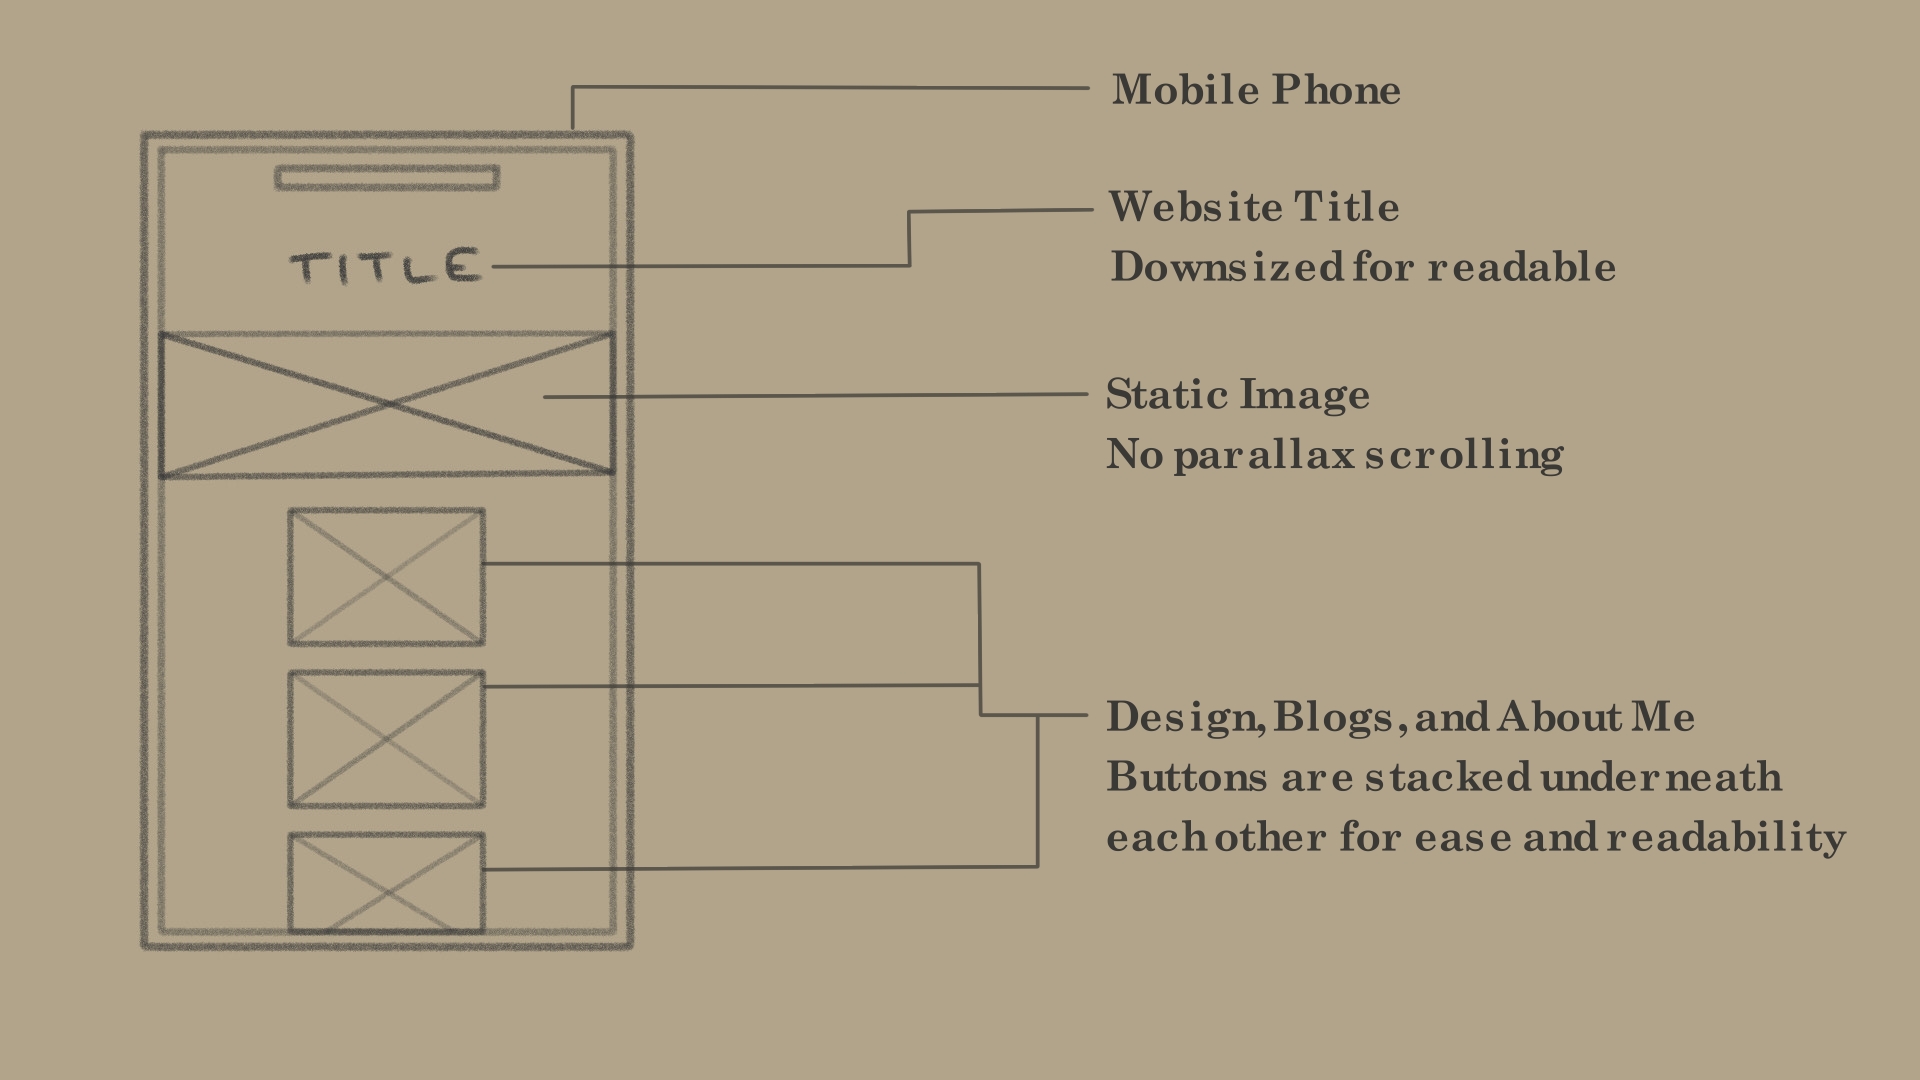 Mobile Phone
TITLE
Website Title
Downsized for readable
Static Image
No parallax scrolling
Design, Blogs, and About Me
Buttons are stacked underneath
each other for ease and readability